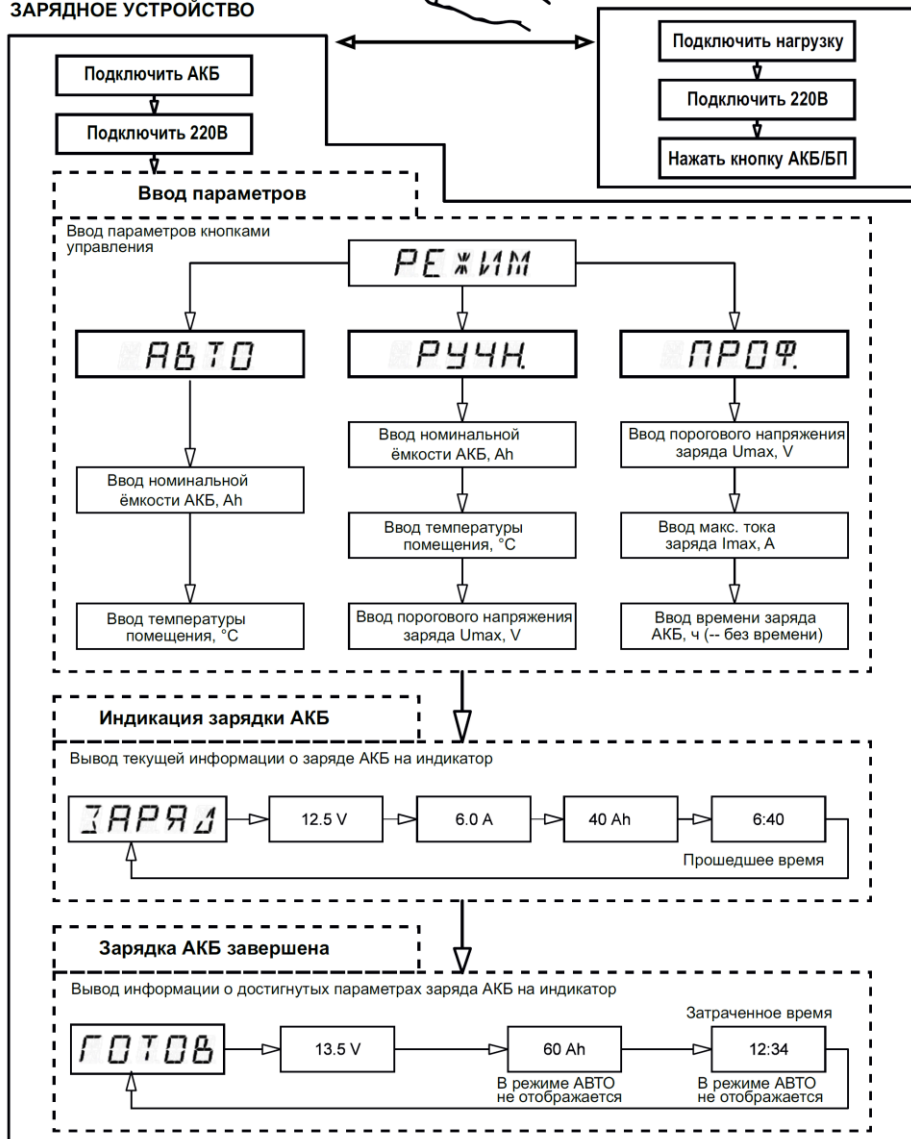 ЗАРЯДНОЕ УСТРОЙСТВО
Подключить АКБ
Подключить 220В
Подключить нагрузку
Подключить 220В
Нажать кнопку АКБ/БП
Ввод параметров
Ввод параметров кнопками
управления
РЕЖИМ
АВТО
РУЧН.
ПРОФ.
Ввод номинальной
ёмкости АКБ, Ah
Ввод температуры
помещения, °C
Ввод номинальной
ёмкости АКБ, Ah
Ввод температуры
помещения, °C
Ввод порогового напряжения
заряда Umax, V
Ввод порогового напряжения
заряда Umax, V
Ввод макс. тока
заряда Imax, A
Ввод времени заряда
АКБ, ч (-- без времени)
Индикация зарядки АКБ
Вывод текущей информации о заряде АКБ на индикатор
ЗАРЯД
12.5 V
6.0 A
40 Ah
6:40
Прошедшее время
Зарядка АКБ завершена
Вывод информации о достигнутых параметрах заряда АКБ на индикатор
Затраченное время
ГОТОВ
13.5 V
60 Ah
12:34
В режиме АВТО
не отображается
В режиме АВТО
не отображается